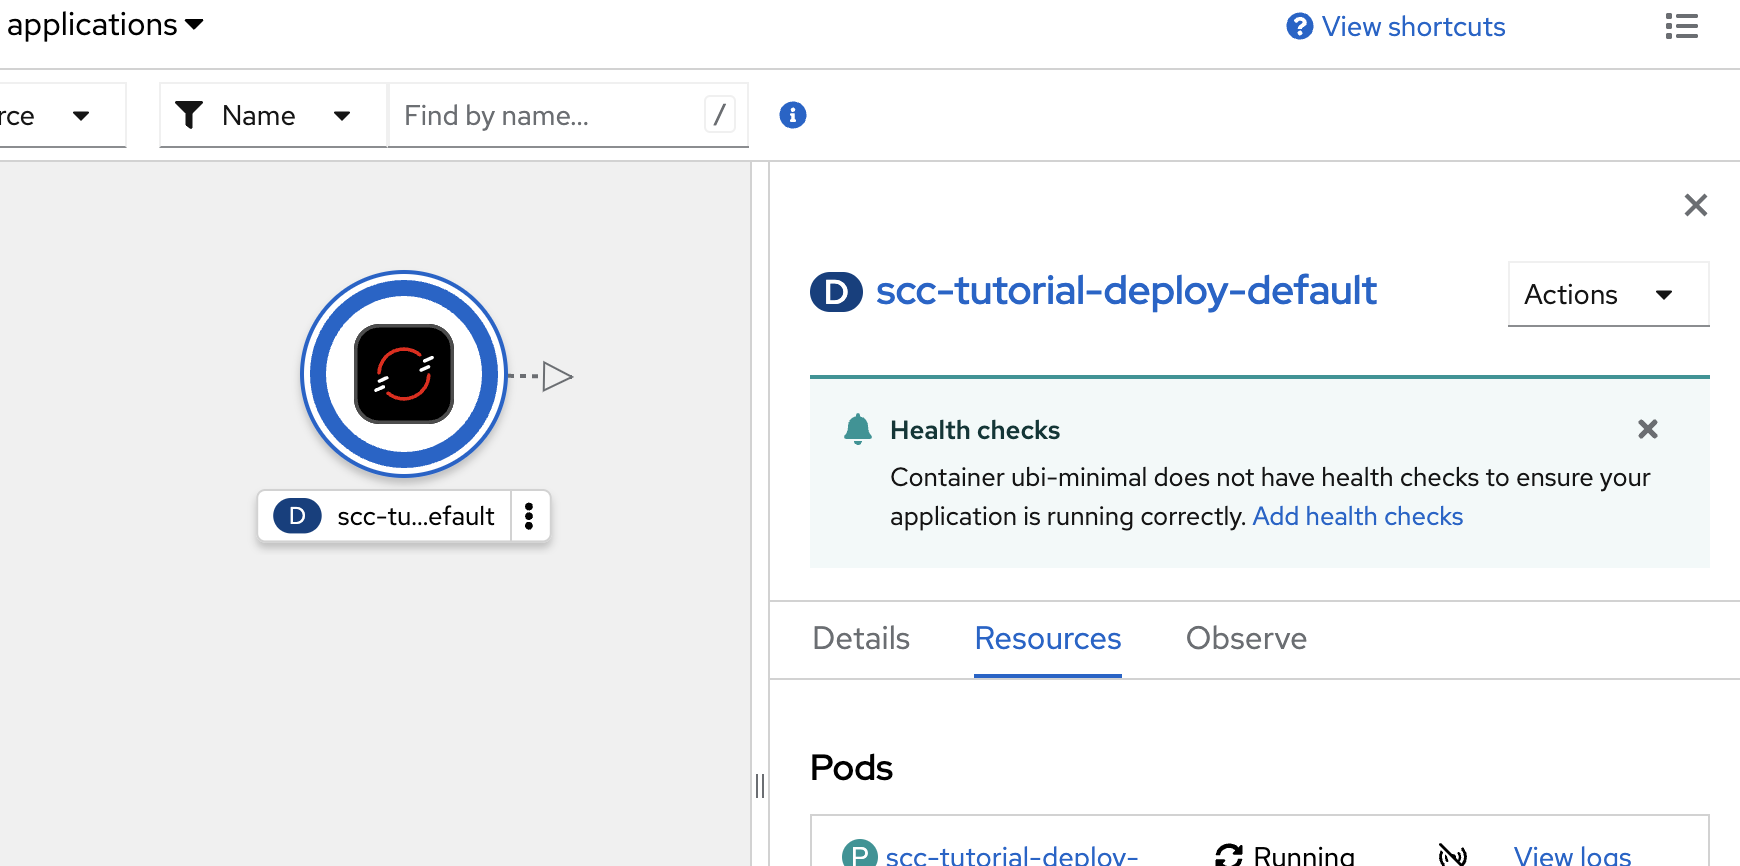 applications
View shortcuts
rce
Name
Find by name...
/
D scc-tutorial-deploy-default
Actions
Health checks
Container ubi-minimal does not have health checks to ensure your
application is running correctly. Add health checks
D scc-tu...efault
Details Resources Observe
Pods
P scc-tutorial-deploy- Running View logs